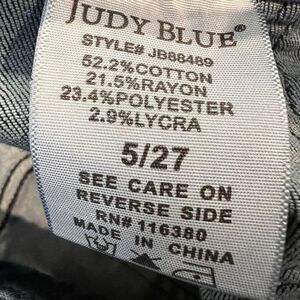 JUDY BLUE®
STYLE# JB88489
52.2%COTTON
21.5%RAYON
23.4%POLYESTER
2.9%LYCRA
5/27
SEE CARE ON
REVERSE SIDE
RN# 116380
MADE IN CHINA